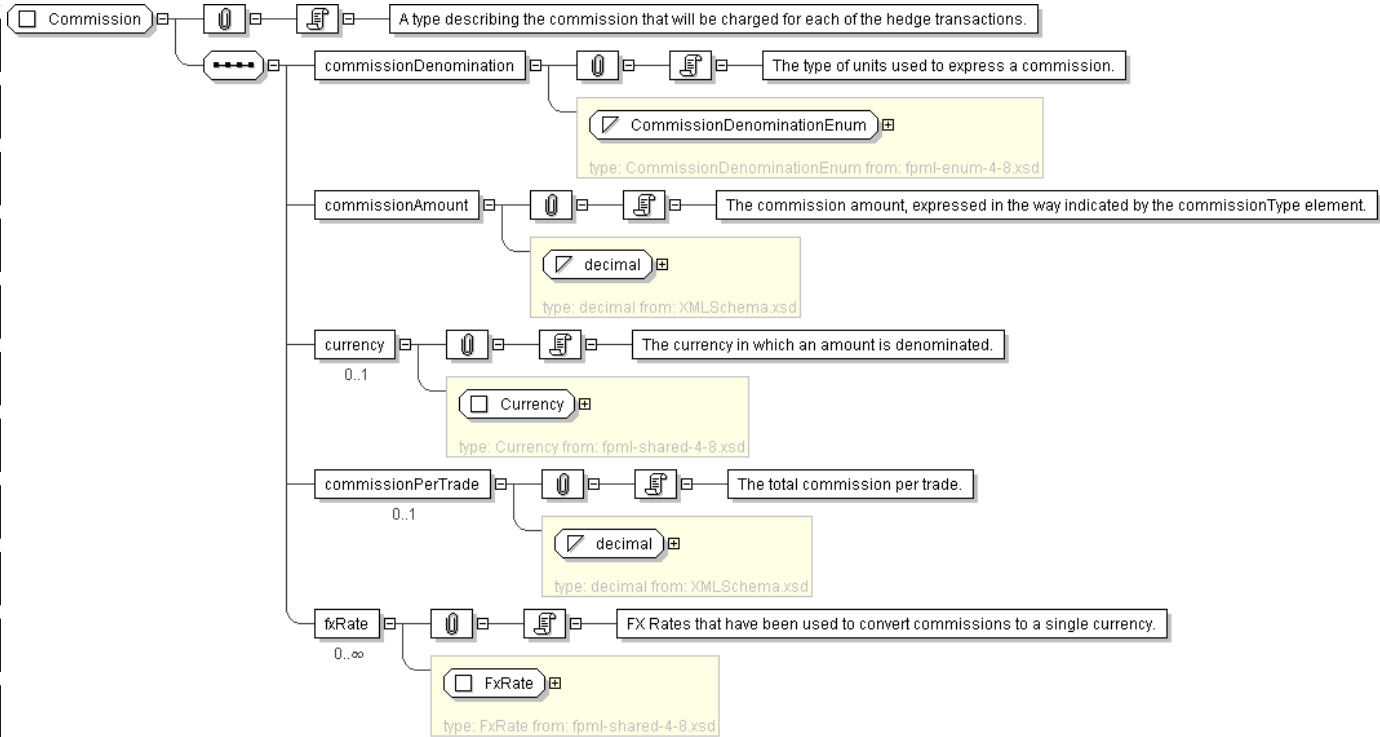 Commission
A type describing the commission that will be charged for each of the hedge transactions.
commissionDenomination
The type of units used to express a commission.
CommissionDenominationEnum
type: CommissionDenominationEnum from: fpml-enum-4-8.xsd
commissionAmount
The commission amount, expressed in the way indicated by the commissionType element.
decimal
type: decimal from: XMLSchema.xsd
currency
The currency in which an amount is denominated.
0..1
Currency
type: Currency from: fpml-shared-4-8.xsd
commissionPerTrade
The total commission per trade.
0..1
decimal
type: decimal from: XMLSchema.xsd
fxRate
FX Rates that have been used to convert commissions to a single currency.
0..∞
FxRate
type: FxRate from: fpml-shared-4-8.xsd